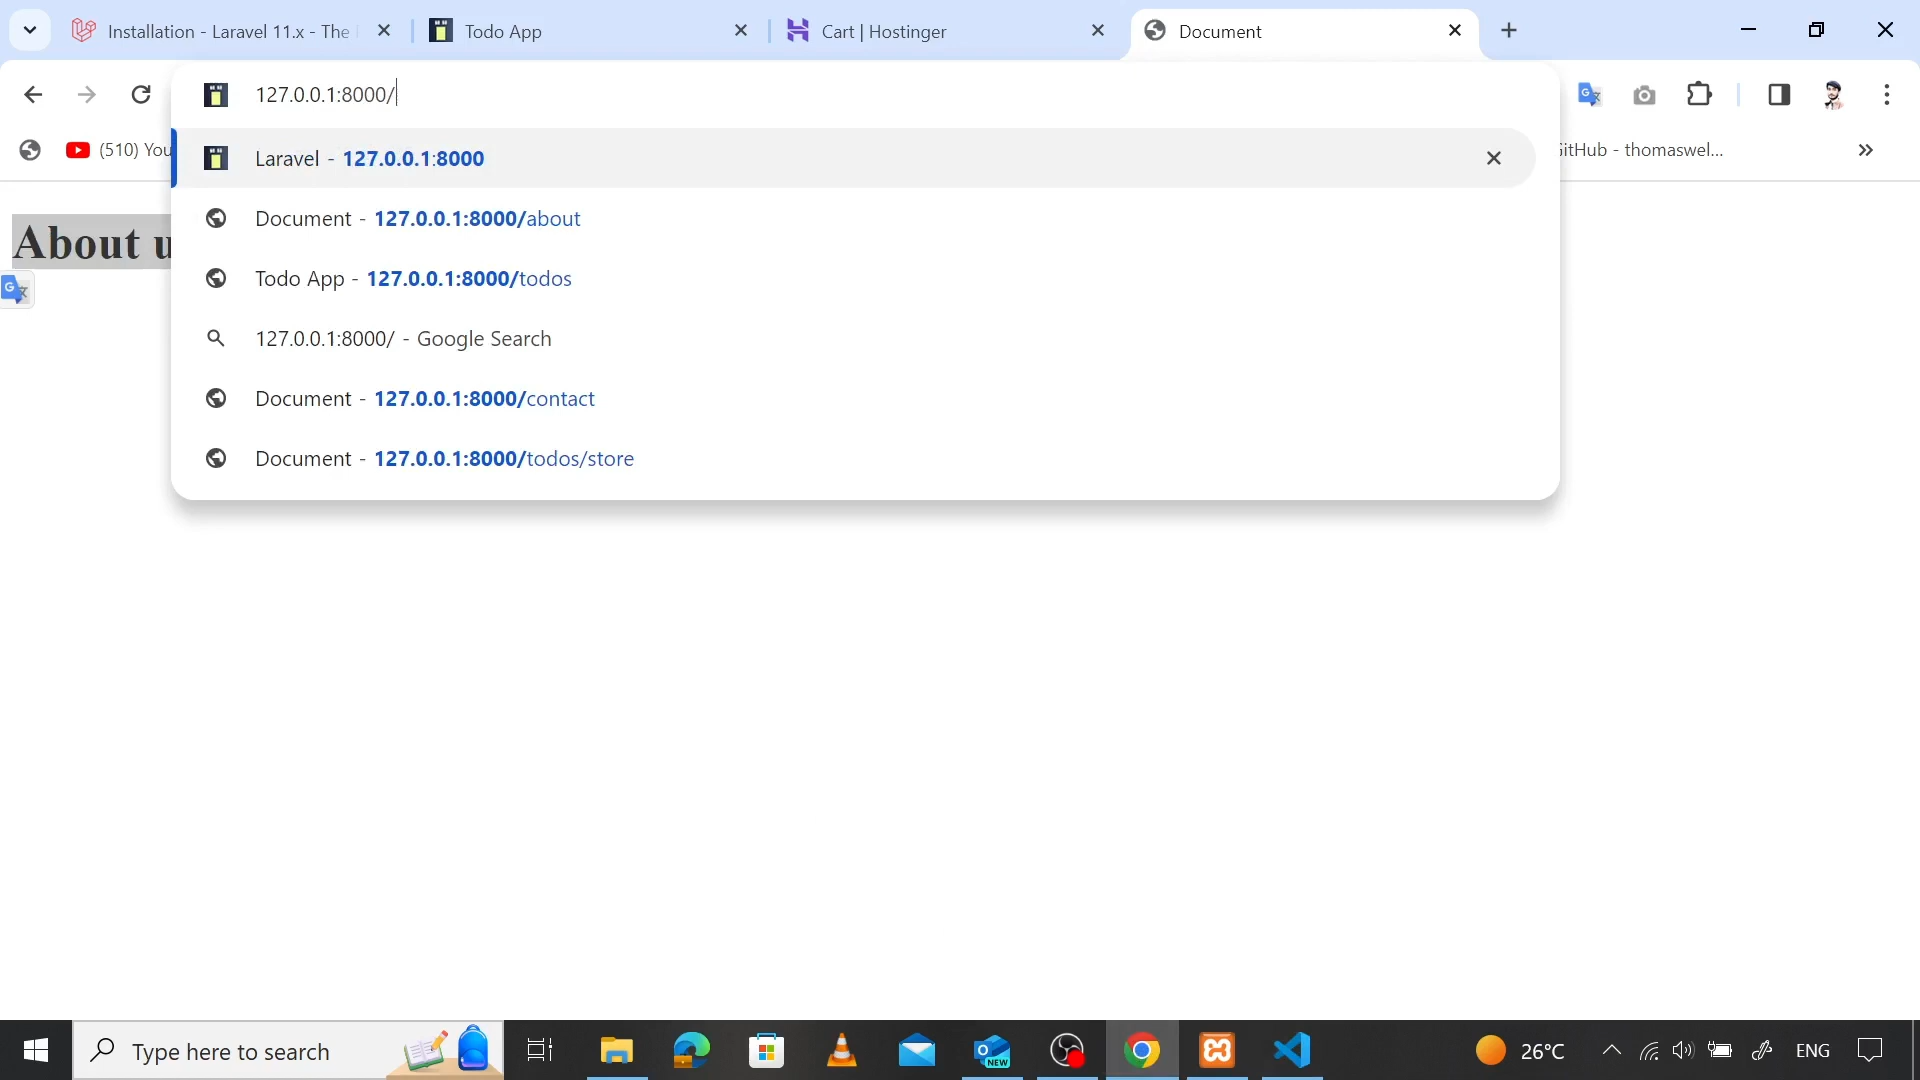 Installation - Laravel 11.x - The
Todo App
Cart | Hostinger
Document
127.0.0.1:8000/
(510) You
GitHub - thomaswel...
Laravel - 127.0.0.1:8000
Document - 127.0.0.1:8000/about
Todo App - 127.0.0.1:8000/todos
127.0.0.1:8000/ - Google Search
Document - 127.0.0.1:8000/contact
Document - 127.0.0.1:8000/todos/store
About u
Type here to search
NEW
26°C
ENG